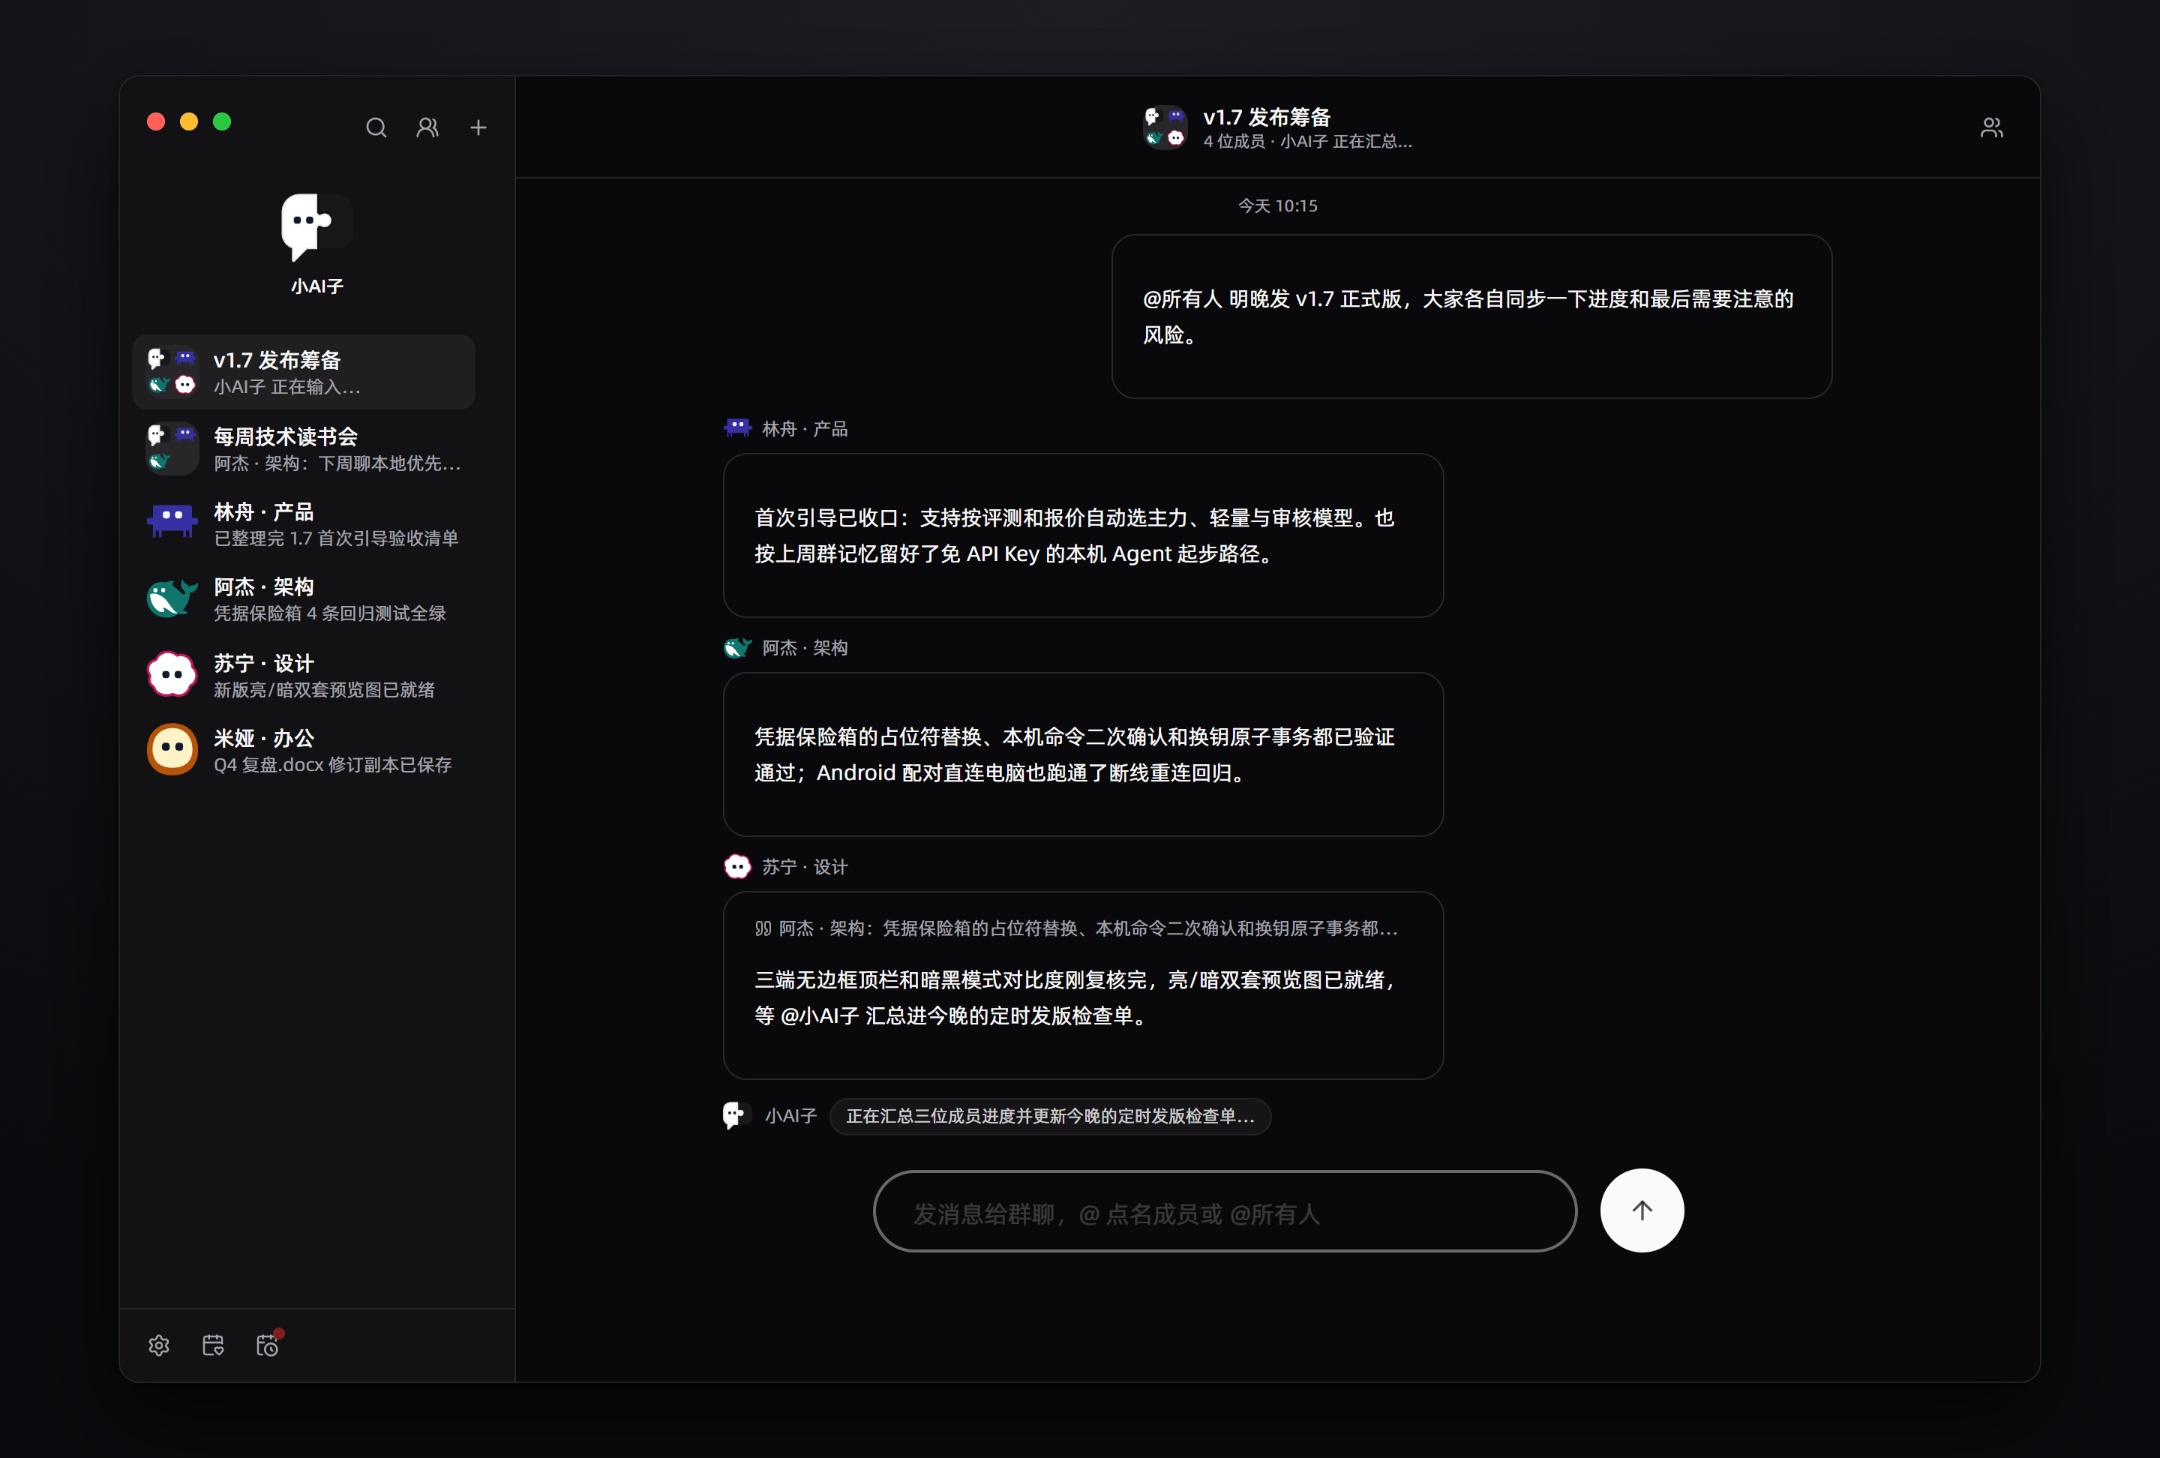 小AI子
v1.7 发布筹备
小AI子 正在输入...
每周技术读书会
阿杰 · 架构：下周聊本地优先...
林舟 · 产品
已整理完 1.7 首次引导验收清单
阿杰 · 架构
凭据保险箱 4 条回归测试全绿
苏宁 · 设计
新版亮/暗双套预览图已就绪
米娅 · 办公
Q4 复盘.docx 修订副本已保存
v1.7 发布筹备
4 位成员 · 小AI子 正在汇总...
今天 10:15
@所有人 明晚发 v1.7 正式版，大家各自同步一下进度和最后需要注意的
风险。
林舟 · 产品
首次引导已收口：支持按评测和报价自动选主力、轻量与审核模型。也
按上周群记忆留好了免 API Key 的本机 Agent 起步路径。
阿杰 · 架构
凭据保险箱的占位符替换、本机命令二次确认和换钥原子事务都已验证
通过；Android 配对直连电脑也跑通了断线重连回归。
苏宁 · 设计
阿杰 · 架构：凭据保险箱的占位符替换、本机命令二次确认和换钥原子事务都...
三端无边框顶栏和暗黑模式对比度刚复核完，亮/暗双套预览图已就绪，
等 @小AI子 汇总进今晚的定时发版检查单。
小AI子
正在汇总三位成员进度并更新今晚的定时发版检查单...
发消息给群聊，@ 点名成员或 @所有人